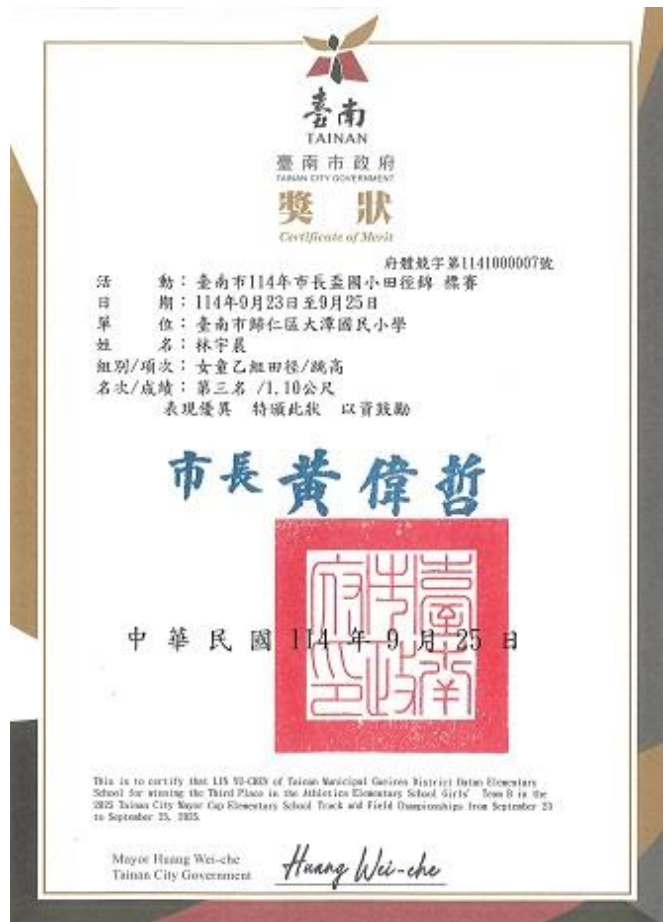 臺南
TAINAN
臺南市政府
TAINAN CITY GOVERNMENT
獎 狀
Certificate of Merit
府體競字第1141000007號
活 動：臺南市114年市長盃國小田徑錦 標賽
日 期：114年9月23日至9月25日
單 位：臺南市歸仁區大潭國民小學
姓 名：林宇晨
組別/項次：女童乙組田徑/跳高
名次/成績：第三名 /1.10公尺
表現優異 特頒此狀 以資鼓勵
市長 黃偉哲
臺南市政府印
中華民國 114 年 9 月 25 日
This is to certify that LIN YU-CHEN of Tainan Municipal Gueiren District Datan Elementary
School for winning the Third Place in the Athletics Elementary School Girls' Team B in the
2025 Tainan City Mayor Cup Elementary School Track and Field Championships from September 23
to September 25, 2025.
Mayor Huang Wei-che
Tainan City Government
Huang Wei-che